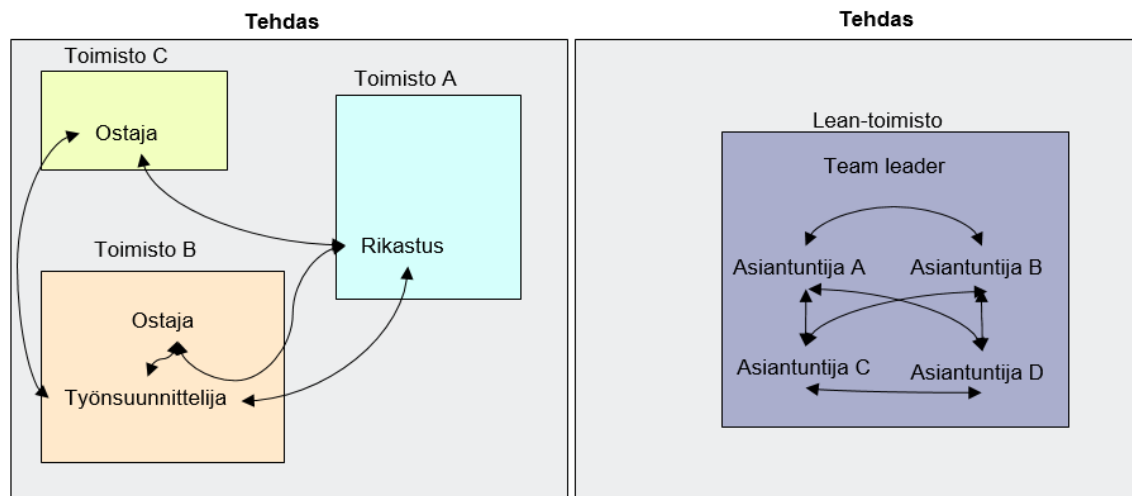 Tehdas
Toimisto C
Ostaja
Toimisto A
Rikastus
Toimisto B
Ostaja
Työnsuunnittelija
Tehdas
Lean-toimisto
Team leader
Asiantuntija A
Asiantuntija B
Asiantuntija C
Asiantuntija D